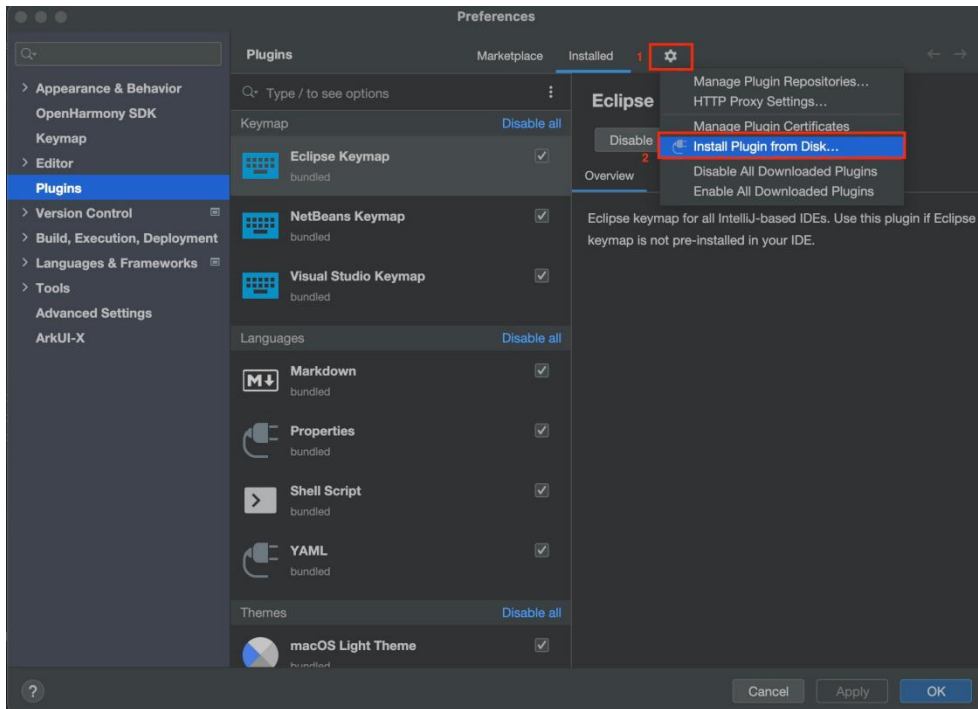 Preferences
Plugins
Marketplace
Installed
1
Appearance & Behavior
OpenHarmony SDK
Keymap
Editor
Plugins
Version Control
Build, Execution, Deployment
Languages & Frameworks
Tools
Advanced Settings
ArkUI-X
Type / to see options
Keymap
Disable all
Eclipse Keymap
bundled
NetBeans Keymap
bundled
Visual Studio Keymap
bundled
Languages
Disable all
Markdown
bundled
Properties
bundled
Shell Script
bundled
YAML
bundled
Themes
Disable all
macOS Light Theme
bundled
Eclipse
Disable
2
Overview
Manage Plugin Repositories...
HTTP Proxy Settings...
Manage Plugin Certificates
Install Plugin from Disk...
Disable All Downloaded Plugins
Enable All Downloaded Plugins
Eclipse keymap for all IntelliJ-based IDEs. Use this plugin if Eclipse
keymap is not pre-installed in your IDE.
?
Cancel
Apply
OK